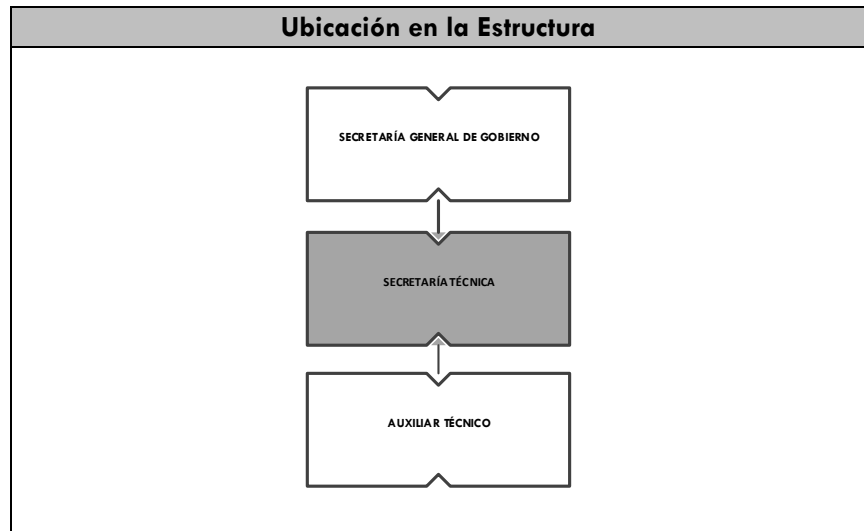 Ubicación en la Estructura
SECRETARÍA GENERAL DE GOBIERNO
SECRETARÍA TÉCNICA
AUXILIAR TÉCNICO